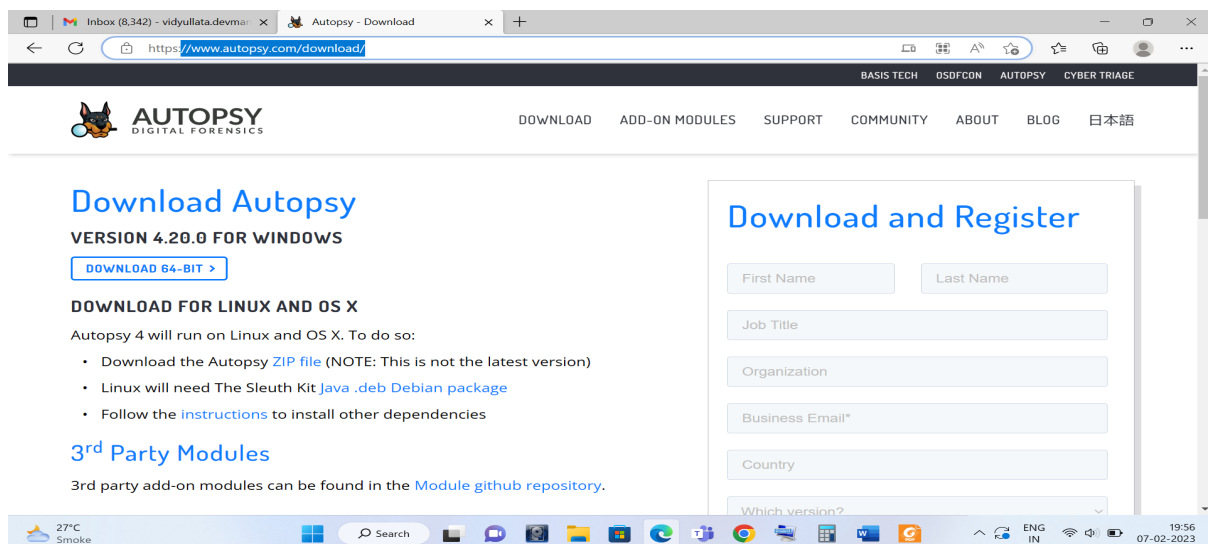 Inbox (8,342) - vidyullata.devmar
Autopsy - Download
https://www.autopsy.com/download/
BASIS TECH OSDFCON AUTOPSY CYBER TRIAGE
AUTOPSY
DIGITAL FORENSICS
DOWNLOAD ADD-ON MODULES SUPPORT COMMUNITY ABOUT BLOG 日本語
Download Autopsy
VERSION 4.20.0 FOR WINDOWS
DOWNLOAD 64-BIT >
DOWNLOAD FOR LINUX AND OS X
Autopsy 4 will run on Linux and OS X. To do so:
• Download the Autopsy ZIP file (NOTE: This is not the latest version)
• Linux will need The Sleuth Kit Java .deb Debian package
• Follow the instructions to install other dependencies
3rd Party Modules
3rd party add-on modules can be found in the Module github repository.
Download and Register
First Name Last Name
Job Title
Organization
Business Email*
Country
Which version?
27°C
Smoke
Search
ENG
IN
19:56
07-02-2023